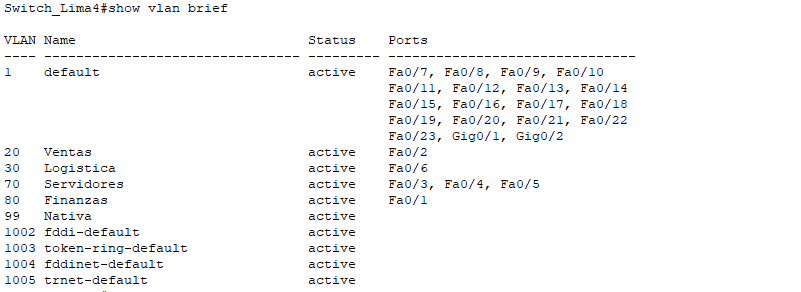 Switch_Lima4#show vlan brief
VLAN Name                             Status    Ports
---- -------------------------------- --------- -------------------------------
1    default                          active    Fa0/7, Fa0/8, Fa0/9, Fa0/10
                                                Fa0/11, Fa0/12, Fa0/13, Fa0/14
                                                Fa0/15, Fa0/16, Fa0/17, Fa0/18
                                                Fa0/19, Fa0/20, Fa0/21, Fa0/22
                                                Fa0/23, Gig0/1, Gig0/2
20   Ventas                           active    Fa0/2
30   Logistica                        active    Fa0/6
70   Servidores                       active    Fa0/3, Fa0/4, Fa0/5
80   Finanzas                         active    Fa0/1
99   Nativa                           active
1002 fddi-default                     active
1003 token-ring-default               active
1004 fddinet-default                  active
1005 trnet-default                    active